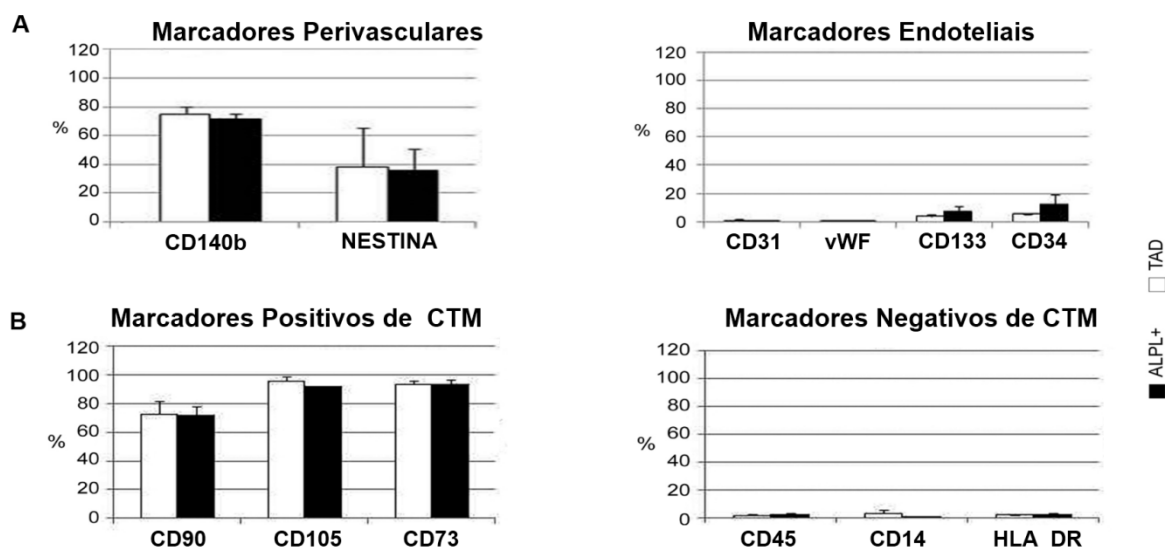 A
Marcadores Perivasculares
120
100
80
%
60
40
20
0
CD140b NESTINA
Marcadores Endoteliais
120
100
80
%
60
40
20
0
CD31 vWF CD133 CD34
B
Marcadores Positivos de CTM
120
100
80
60
%
40
20
0
CD90 CD105 CD73
Marcadores Negativos de CTM
120
100
80
60
%
40
20
0
CD45 CD14 HLA DR
TAD
ALPL+